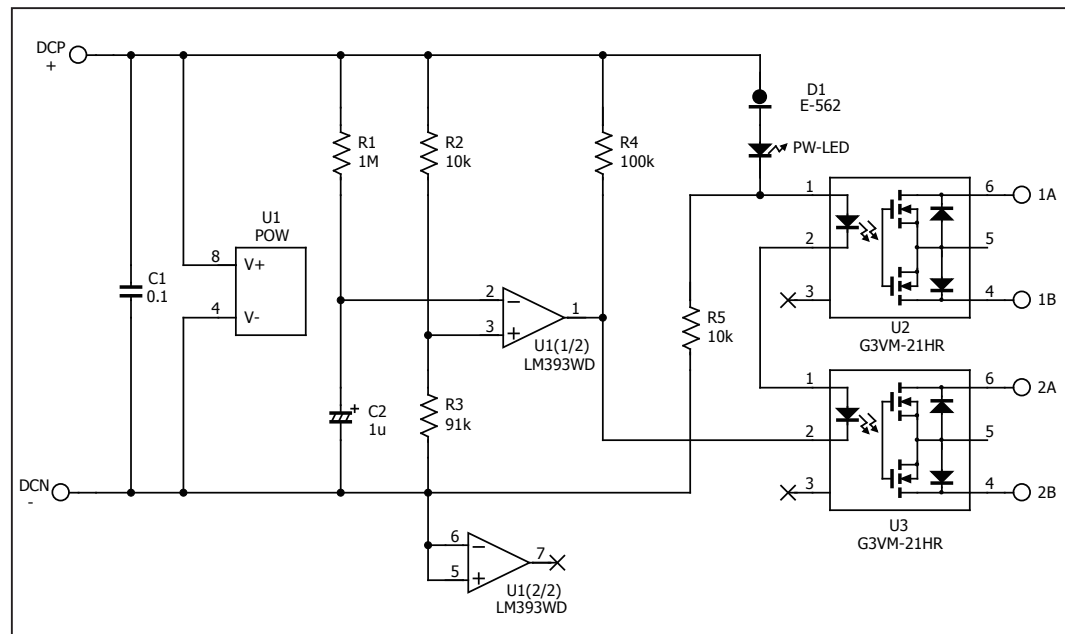 DCP
+
D1
E-562
R1
1M
R2
10k
R4
100k
PW-LED
1
6
1A
U1
POW
2
5
8
V+
C1
0.1
4
V-
2
−
1
3
4
1B
3
+
R5
10k
U2
G3VM-21HR
U1(1/2)
LM393WD
1
6
2A
C2
1u
+
R3
91k
2
5
DCN
-
3
4
2B
6
−
7
U3
G3VM-21HR
5
+
U1(2/2)
LM393WD